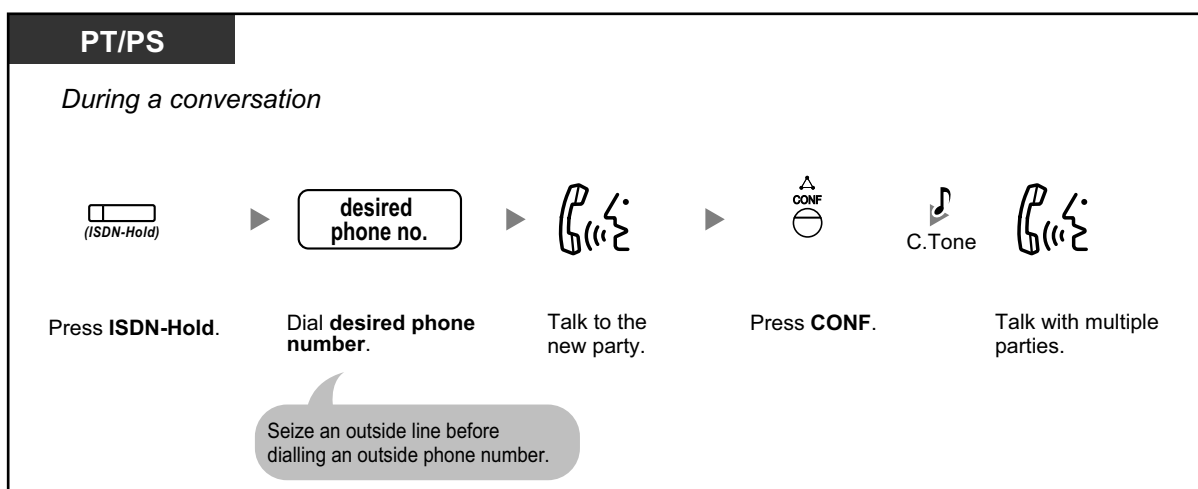 PT/PS
During a conversation
(ISDN-Hold)
desired
phone no.
CONF
C.Tone
Press ISDN-Hold.
Dial desired phone
number.
Talk to the
new party.
Press CONF.
Talk with multiple
parties.
Seize an outside line before
dialling an outside phone number.